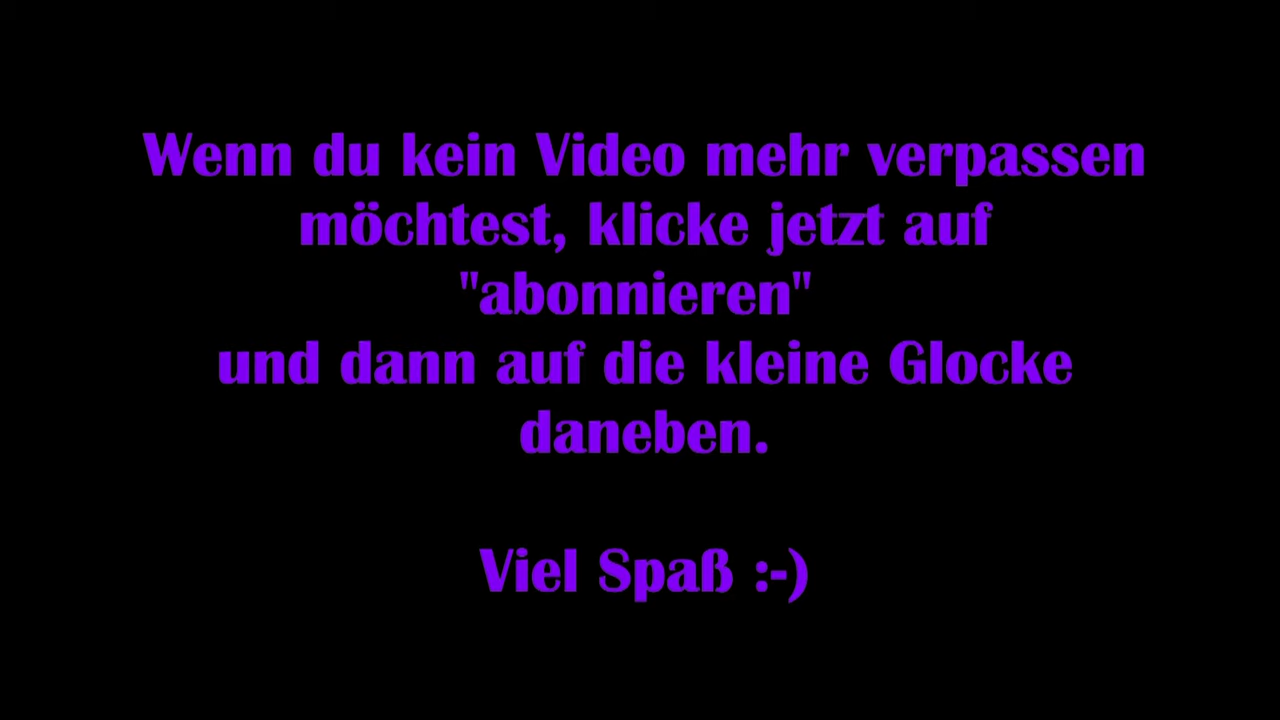 Wenn du kein Video mehr verpassen
möchtest, klicke jetzt auf
"abonnieren"
und dann auf die kleine Glocke
daneben.
Viel Spaß :-)